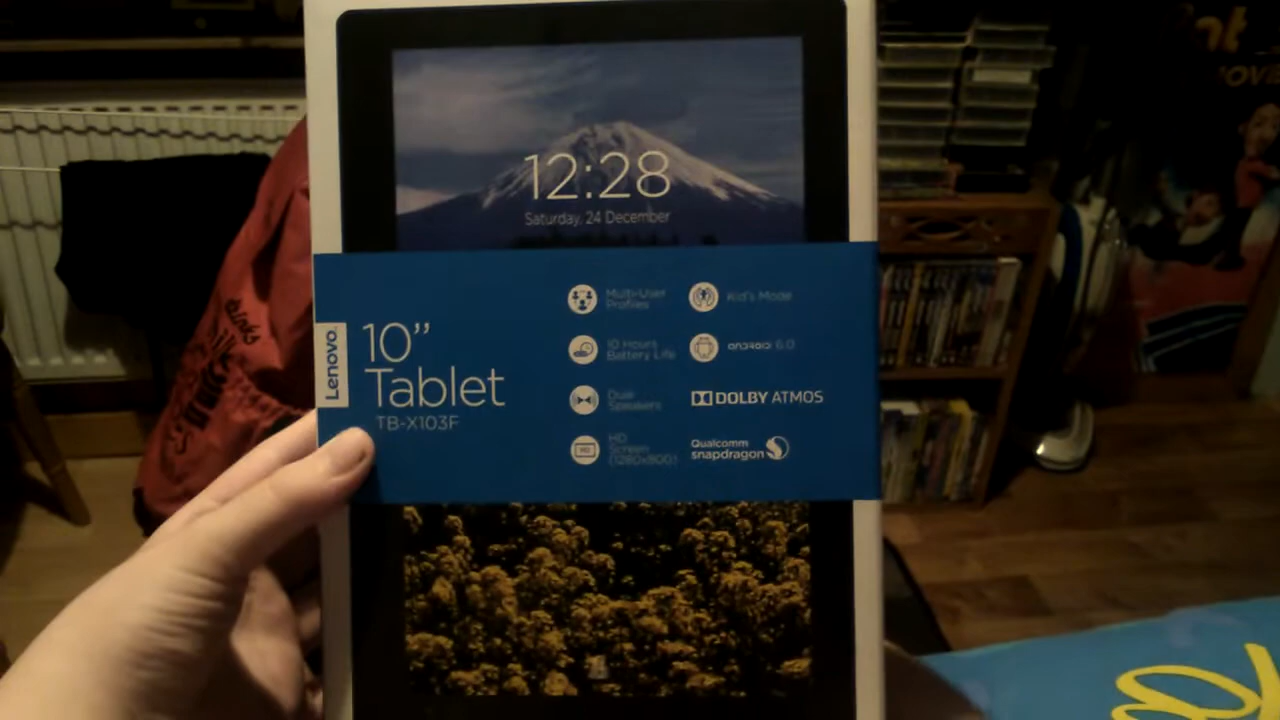 12:28
Saturday, 24 December
Lenovo
10”
Tablet
TB-X103F
Multi-User
Profiles
Kid's Mode
10 Hours
Battery Life
ANDROID 6.0
Dual
Speakers
DOLBY ATMOS
HD
Screen
(1280x800)
Qualcomm
snapdragon